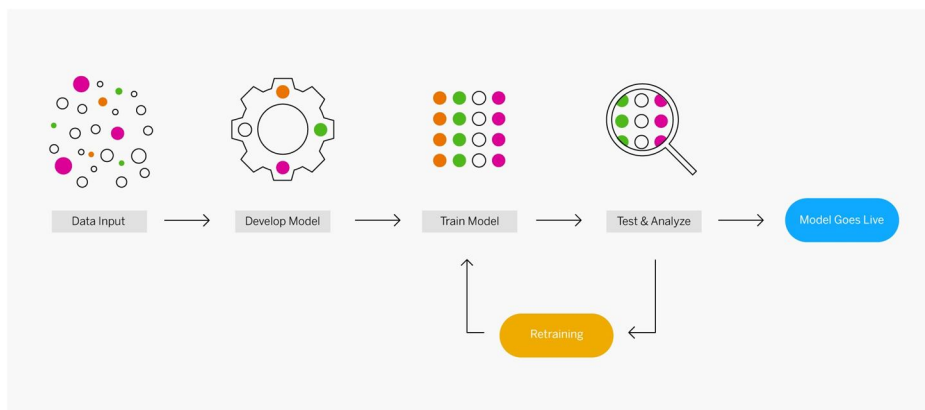 Data Input
Develop Model
Train Model
Test & Analyze
Model Goes Live
Retraining